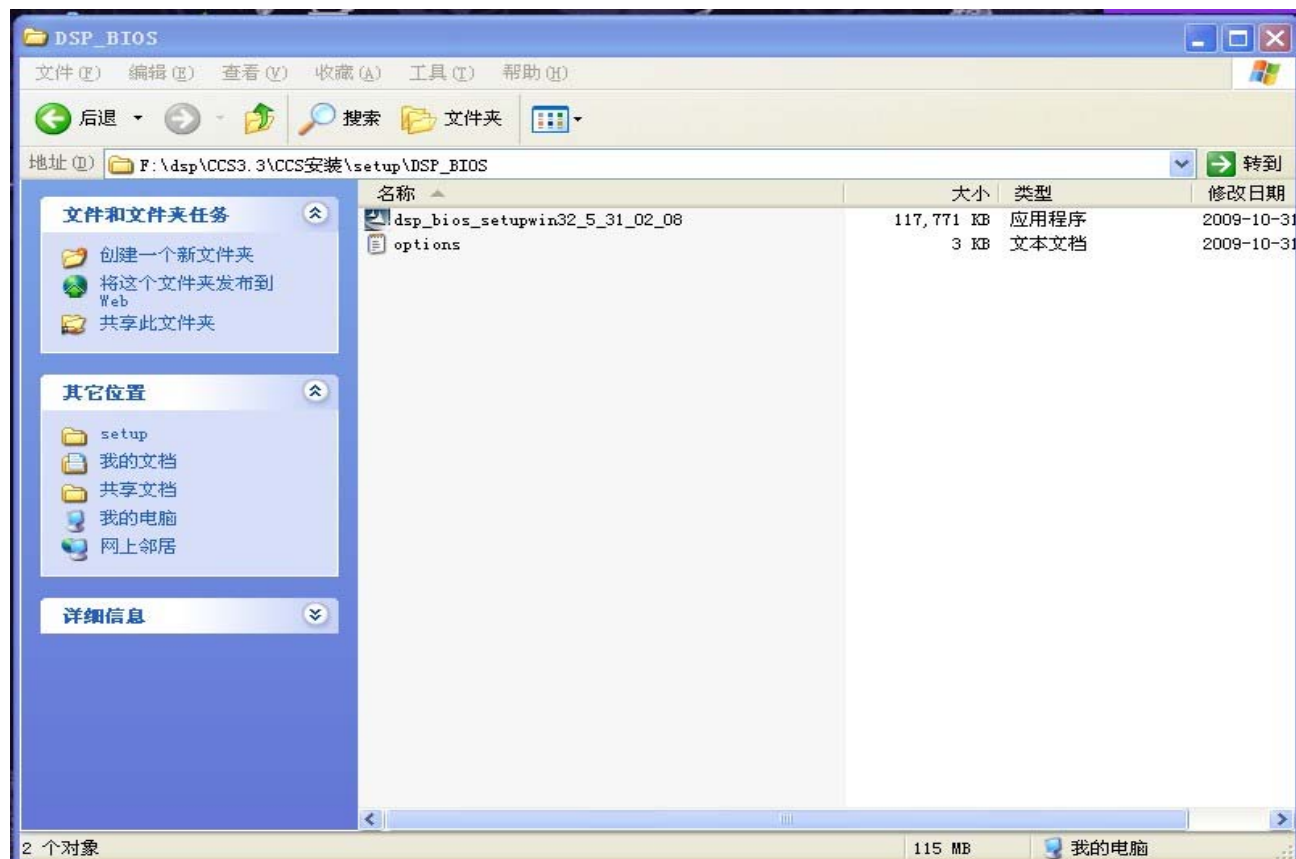 DSP_BIOS
文件(F) 编辑(E) 查看(V) 收藏(A) 工具(T) 帮助(H)
后退 搜索 文件夹
地址(D) F:\dsp\CCS3.3\CCS安装\setup\DSP_BIOS 转到
名称 大小 类型 修改日期
dsp_bios_setupwin32_5_31_02_08 117,771 KB 应用程序 2009-10-31
options 3 KB 文本文档 2009-10-31
文件和文件夹任务
创建一个新文件夹
将这个文件夹发布到
Web
共享此文件夹
其它位置
setup
我的文档
共享文档
我的电脑
网上邻居
详细信息
2 个对象 115 MB 我的电脑